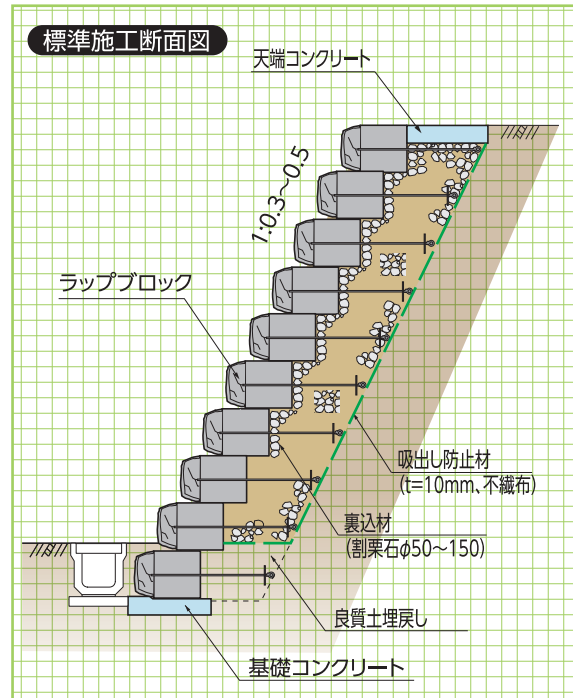 標準施工断面図
天端コンクリート
1:0.3～0.5
ラップブロック
吸出し防止材
(t=10mm、不繊布)
裏込材
(割栗石φ50～150)
良質土埋戻し
基礎コンクリート